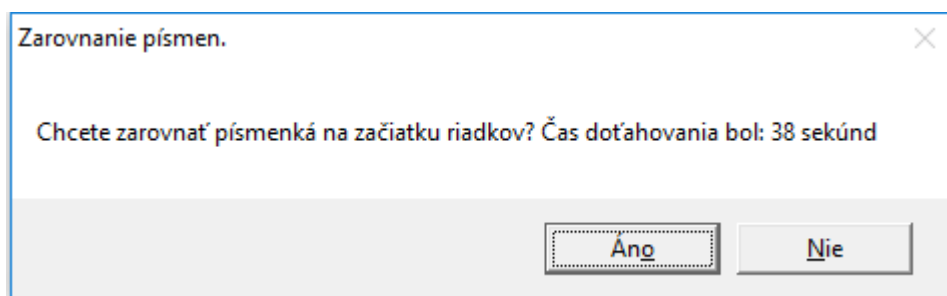 Zarovnanie písmen.
Chcete zarovnať písmenká na začiatku riadkov? Čas doťahovania bol: 38 sekúnd
Áno Nie